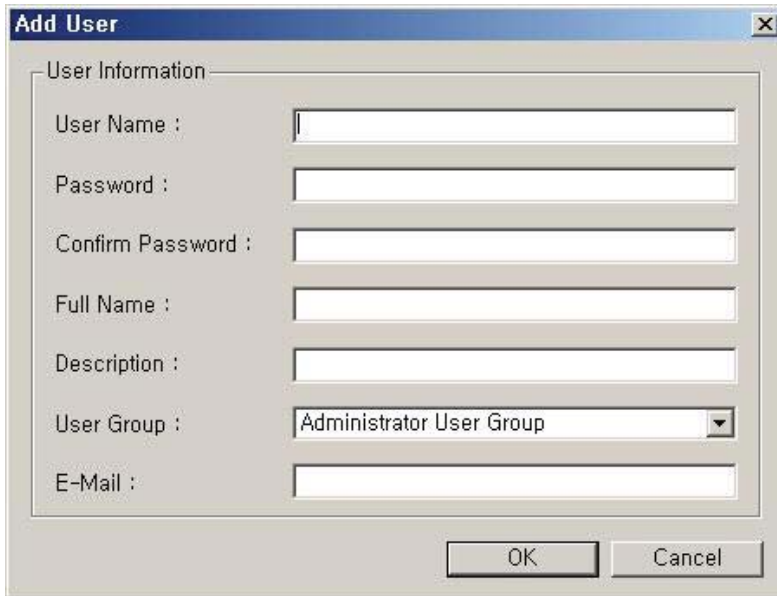 Add User
User Information
User Name :
Password :
Confirm Password :
Full Name :
Description :
User Group : Administrator User Group
E-Mail :
OK Cancel